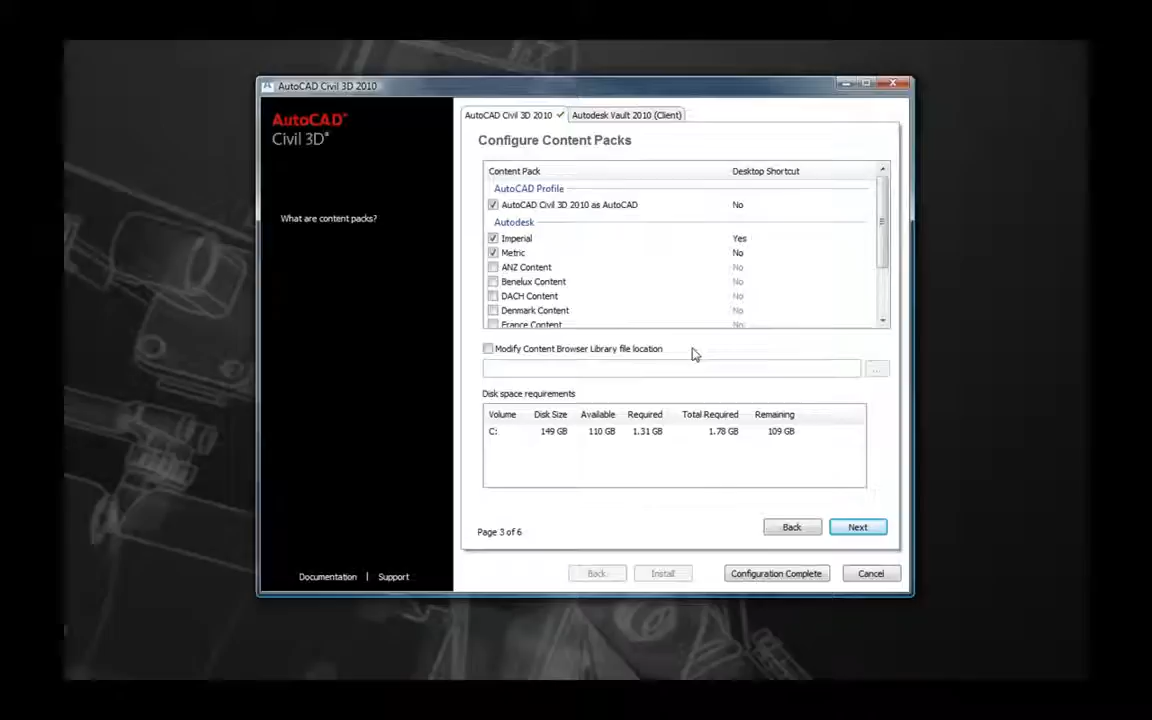 AutoCAD Civil 3D 2010
AutoCAD®
Civil 3D®
What are content packs?
Documentation | Support
AutoCAD Civil 3D 2010 ✓ Autodesk Vault 2010 (Client)
Configure Content Packs
Content Pack Desktop Shortcut
AutoCAD Profile
AutoCAD Civil 3D 2010 as AutoCAD No
Autodesk
Imperial Yes
Metric No
ANZ Content No
Benelux Content No
DACH Content No
Denmark Content No
France Content No
Modify Content Browser Library file location
...
Disk space requirements
Volume Disk Size Available Required Total Required Remaining
C: 149 GB 110 GB 1.31 GB 1.78 GB 109 GB
Page 3 of 6
Back Next
Back Install Configuration Complete Cancel